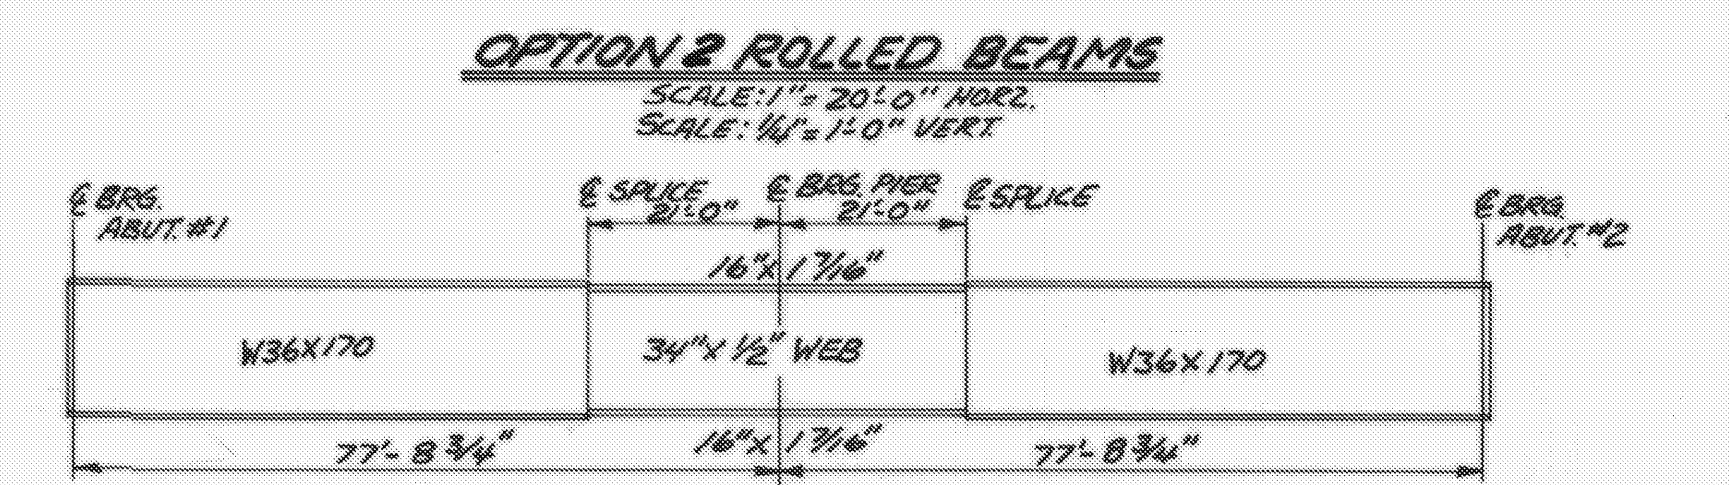 OPTION 2 ROLLED BEAMS
SCALE: 1" = 20'-0" HORZ.
SCALE: 1/4" = 1'-0" VERT.
℄ BRG.
ABUT. #1
℄ SPLICE
21'-0"
℄ BRG. PIER
21'-0"
℄ SPLICE
℄ BRG.
ABUT. #2
16" X 1 7/16"
W36X170
34" X 1/2" WEB
W36X170
77'-8 3/4"
16" X 1 7/16"
77'-8 3/4"